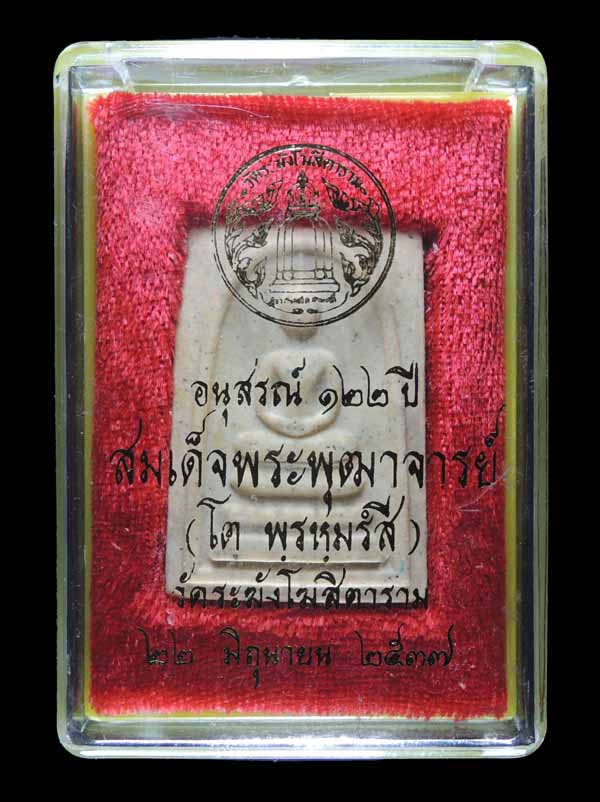 วัดระฆังโฆสิตาราม
อนุสรณ์ ๑๒๒ ปี
สมเด็จพระพุฒาจารย์
(โต พฺรหฺมรํสี)
วัดระฆังโฆสิตาราม
๒๒ มิถุนายน ๒๕๓๗